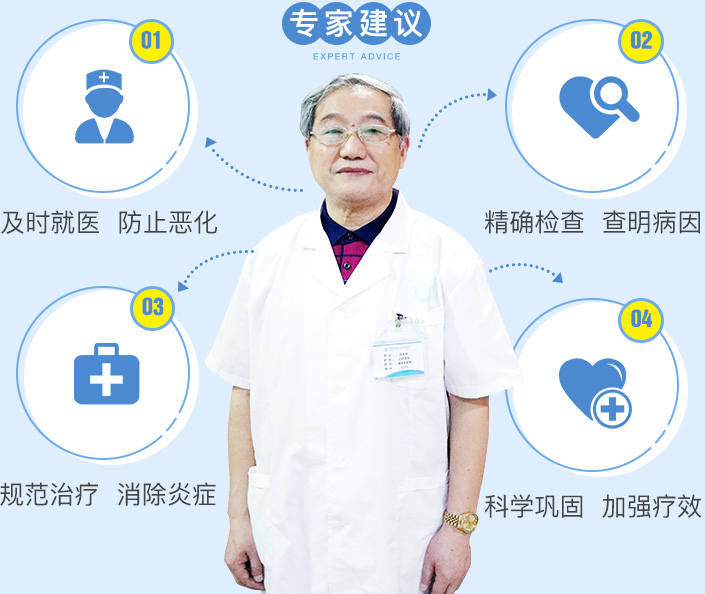 专家建议
EXPERT ADVICE
01
02
及时就医 防止恶化
精确检查 查明病因
03
04
规范治疗 消除炎症
科学巩固 加强疗效